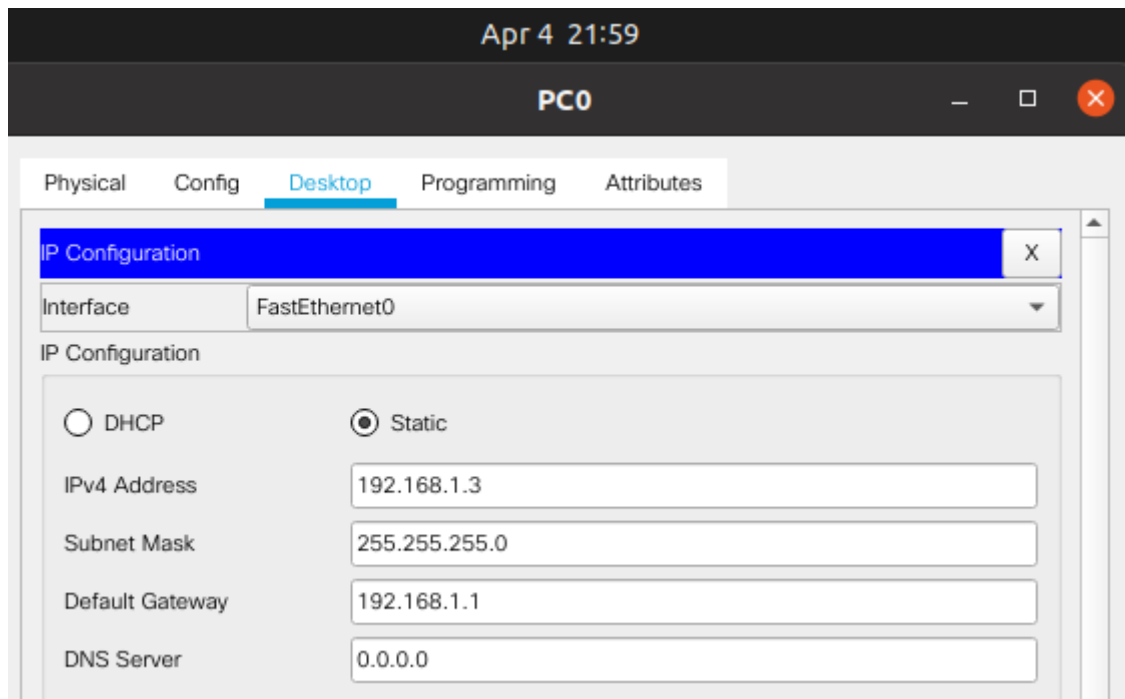 Apr 4 21:59
PC0
Physical Config Desktop Programming Attributes
IP Configuration X
Interface FastEthernet0
IP Configuration
DHCP Static
IPv4 Address 192.168.1.3
Subnet Mask 255.255.255.0
Default Gateway 192.168.1.1
DNS Server 0.0.0.0